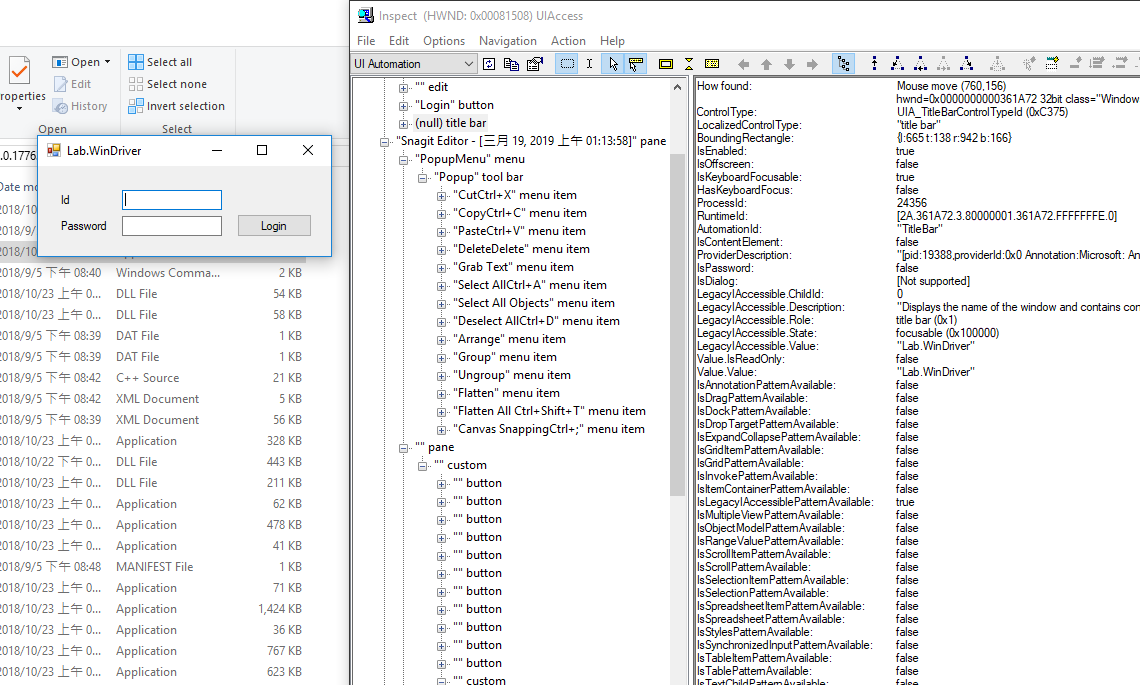 Inspect (HWND: 0x00081508) UIAccess
File Edit Options Navigation Action Help
UI Automation
Open
Edit
History
Select all
Select none
Invert selection
roperties
Open
Select
.0.1776
Lab.WinDriver
Id
Password
Login
Date mo
2018/10
2018/9/
2018/10
2018/9/5 下午 08:40 Windows Comma... 2 KB
2018/10/23 上午 0... DLL File 54 KB
2018/10/23 上午 0... DLL File 58 KB
2018/9/5 下午 08:39 DAT File 1 KB
2018/9/5 下午 08:39 DAT File 1 KB
2018/9/5 下午 08:42 C++ Source 21 KB
2018/9/5 下午 08:42 XML Document 5 KB
2018/9/5 下午 08:39 XML Document 56 KB
2018/10/23 上午 0... Application 328 KB
2018/10/22 下午 0... DLL File 443 KB
2018/10/23 上午 0... DLL File 211 KB
2018/10/23 上午 0... Application 62 KB
2018/10/23 上午 0... Application 478 KB
2018/10/23 上午 0... Application 41 KB
2018/9/5 下午 08:48 MANIFEST File 1 KB
2018/10/23 上午 0... Application 71 KB
2018/10/23 上午 0... Application 1,424 KB
2018/10/23 上午 0... Application 36 KB
2018/10/23 上午 0... Application 767 KB
2018/10/23 上午 0... Application 623 KB
"" edit
"Login" button
(null) title bar
"Snagit Editor - [三月 19, 2019 上午 01:13:58]" pane
"PopupMenu" menu
"Popup" tool bar
"CutCtrl+X" menu item
"CopyCtrl+C" menu item
"PasteCtrl+V" menu item
"DeleteDelete" menu item
"Grab Text" menu item
"Select AllCtrl+A" menu item
"Select All Objects" menu item
"Deselect AllCtrl+D" menu item
"Arrange" menu item
"Group" menu item
"Ungroup" menu item
"Flatten" menu item
"Flatten All Ctrl+Shift+T" menu item
"Canvas SnappingCtrl+;" menu item
"" pane
"" custom
"" button
"" button
"" button
"" button
"" button
"" button
"" button
"" button
"" button
"" button
"" button
"" custom
How found: Mouse move (760,156)
hwnd=0x0000000000361A72 32bit class="Window
ControlType: UIA_TitleBarControlTypeId (0xC375)
LocalizedControlType: "title bar"
BoundingRectangle: {l:665 t:138 r:942 b:166}
IsEnabled: true
IsOffscreen: false
IsKeyboardFocusable: true
HasKeyboardFocus: false
ProcessId: 24356
RuntimeId: [2A.361A72.3.80000001.361A72.FFFFFFFE.0]
AutomationId: "TitleBar"
IsContentElement: false
ProviderDescription: "[pid:19388,providerId:0x0 Annotation:Microsoft: An
IsPassword: false
IsDialog: [Not supported]
LegacyIAccessible.ChildId: 0
LegacyIAccessible.Description: "Displays the name of the window and contains con
LegacyIAccessible.Role: title bar (0x1)
LegacyIAccessible.State: focusable (0x100000)
LegacyIAccessible.Value: "Lab.WinDriver"
Value.IsReadOnly: false
Value.Value: "Lab.WinDriver"
IsAnnotationPatternAvailable: false
IsDragPatternAvailable: false
IsDockPatternAvailable: false
IsDropTargetPatternAvailable: false
IsExpandCollapsePatternAvailable: false
IsGridItemPatternAvailable: false
IsGridPatternAvailable: false
IsInvokePatternAvailable: false
IsItemContainerPatternAvailable: false
IsLegacyIAccessiblePatternAvailable: true
IsMultipleViewPatternAvailable: false
IsObjectModelPatternAvailable: false
IsRangeValuePatternAvailable: false
IsScrollItemPatternAvailable: false
IsScrollPatternAvailable: false
IsSelectionItemPatternAvailable: false
IsSelectionPatternAvailable: false
IsSpreadsheetItemPatternAvailable: false
IsSpreadsheetPatternAvailable: false
IsStylesPatternAvailable: false
IsSynchronizedInputPatternAvailable: false
IsTableItemPatternAvailable: false
IsTablePatternAvailable: false
IsTextChildPatternAvailable: false